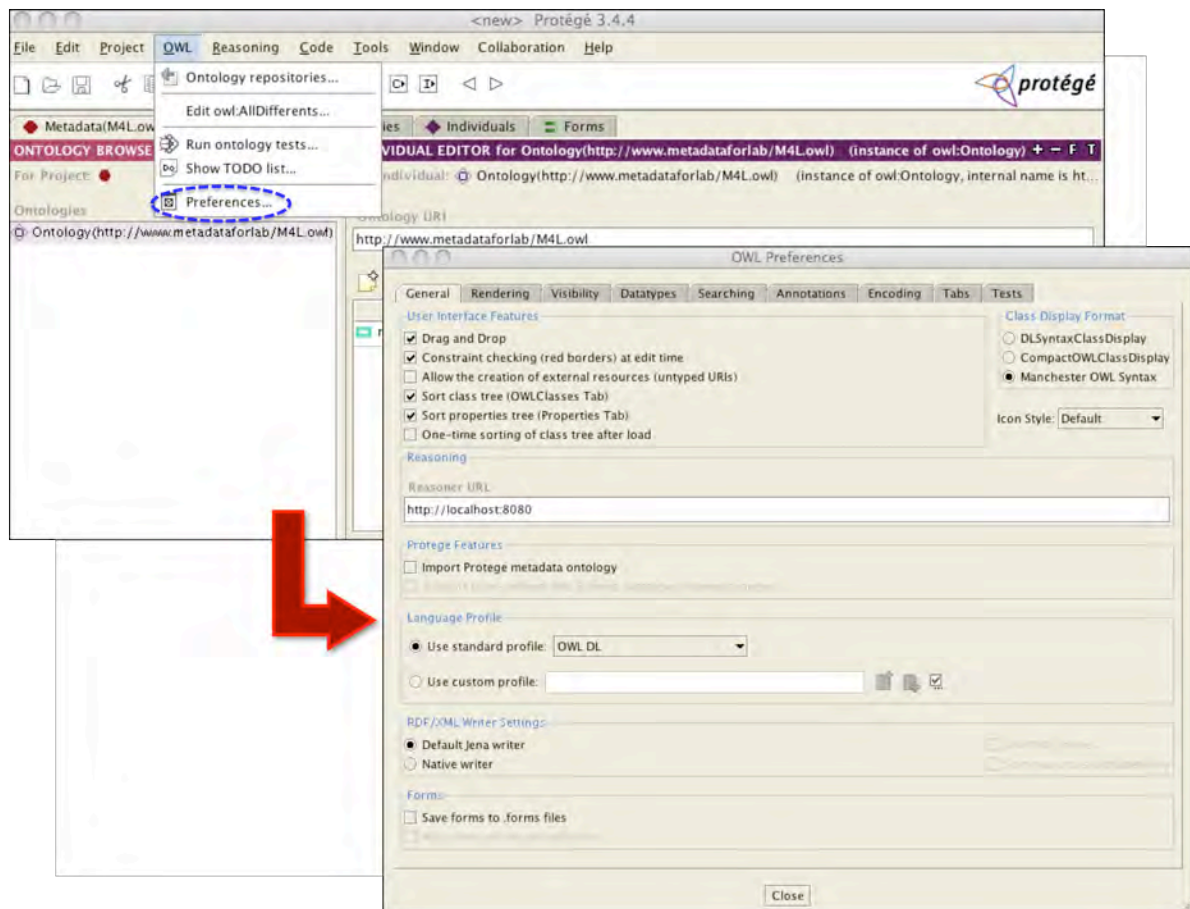 <new> Protégé 3.4.4
File Edit Project OWL Reasoning Code Tools Window Collaboration Help
Ontology repositories...
protégé
Edit owl:AllDifferents...
Metadata(M4L.ow
ies Individuals Forms
Run ontology tests...
ONTOLOGY BROWSE
VIDUAL EDITOR for Ontology(http://www.metadataforlab/M4L.owl) (instance of owl:Ontology) + − F T
Show TODO list...
For Project:
ndividual: Ontology(http://www.metadataforlab/M4L.owl) (instance of owl:Ontology, internal name is ht...
Preferences...
Ontologies
Ontology URI
Ontology(http://www.metadataforlab/M4L.owl)
http://www.metadataforlab/M4L.owl
OWL Preferences
General Rendering Visibility Datatypes Searching Annotations Encoding Tabs Tests
User Interface Features
Drag and Drop
Constraint checking (red borders) at edit time
Allow the creation of external resources (untyped URIs)
Sort class tree (OWLClasses Tab)
Sort properties tree (Properties Tab)
One-time sorting of class tree after load
Class Display Format
DLSyntaxClassDisplay
CompactOWLClassDisplay
Manchester OWL Syntax
Icon Style: Default
Reasoning
Reasoner URL
http://localhost:8080
Protege Features
Import Protege metadata ontology
Language Profile
Use standard profile: OWL DL
Use custom profile:
RDF/XML Writer Settings
Default Jena writer
Native writer
Forms
Save forms to .forms files
Close